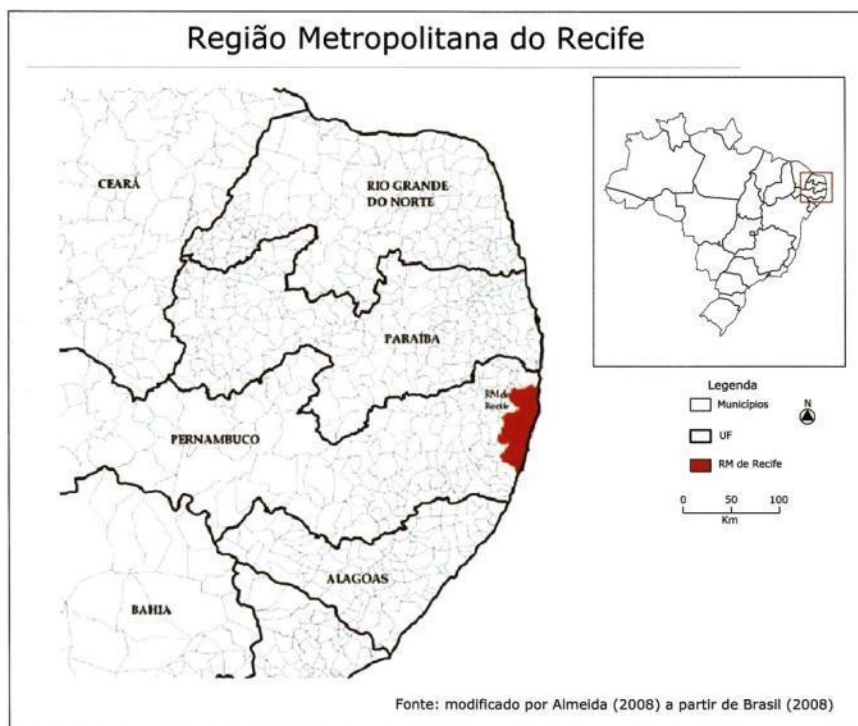 Região Metropolitana do Recife
CEARÁ
RIO GRANDE
DO NORTE
PARAÍBA
RM de
Recife
PERNAMBUCO
ALAGOAS
BAHIA
Legenda
Municípios
N
UF
RM de Recife
0 50 100
Km
Fonte: modificado por Almeida (2008) a partir de Brasil (2008)